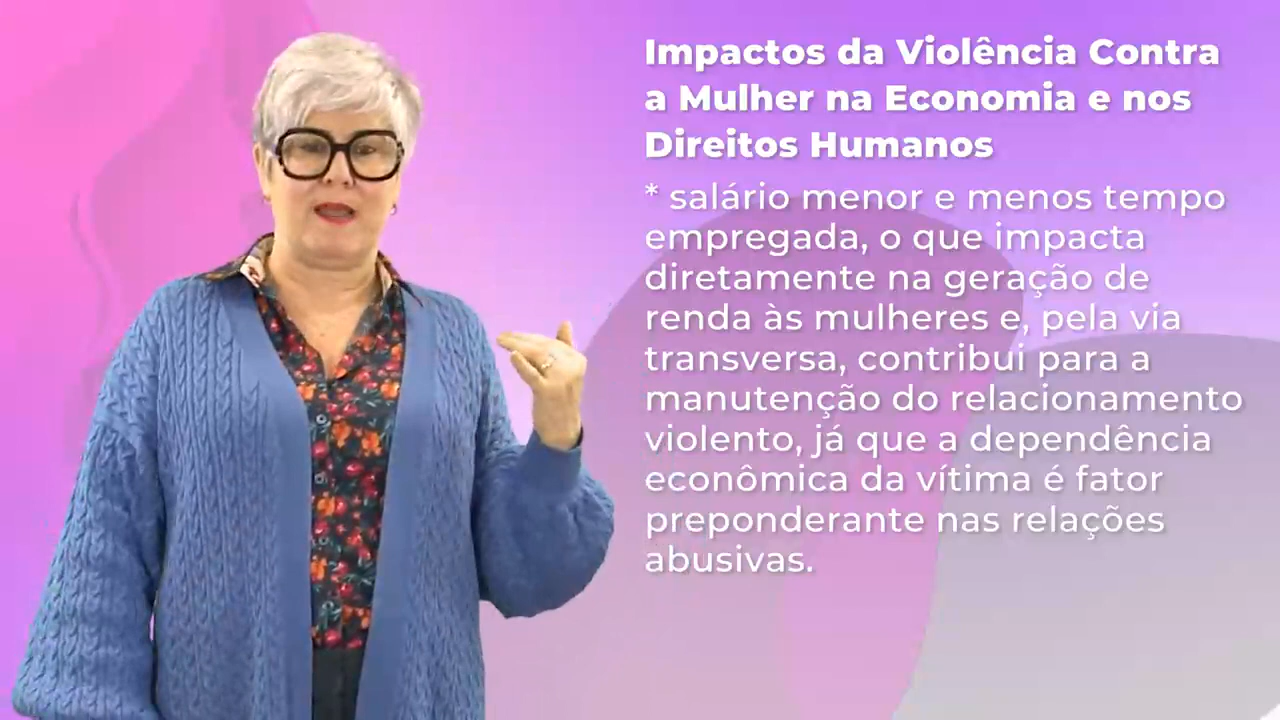 Impactos da Violência Contra
a Mulher na Economia e nos
Direitos Humanos
* salário menor e menos tempo
empregada, o que impacta
diretamente na geração de
renda às mulheres e, pela via
transversa, contribui para a
manutenção do relacionamento
violento, já que a dependência
econômica da vítima é fator
preponderante nas relações
abusivas.